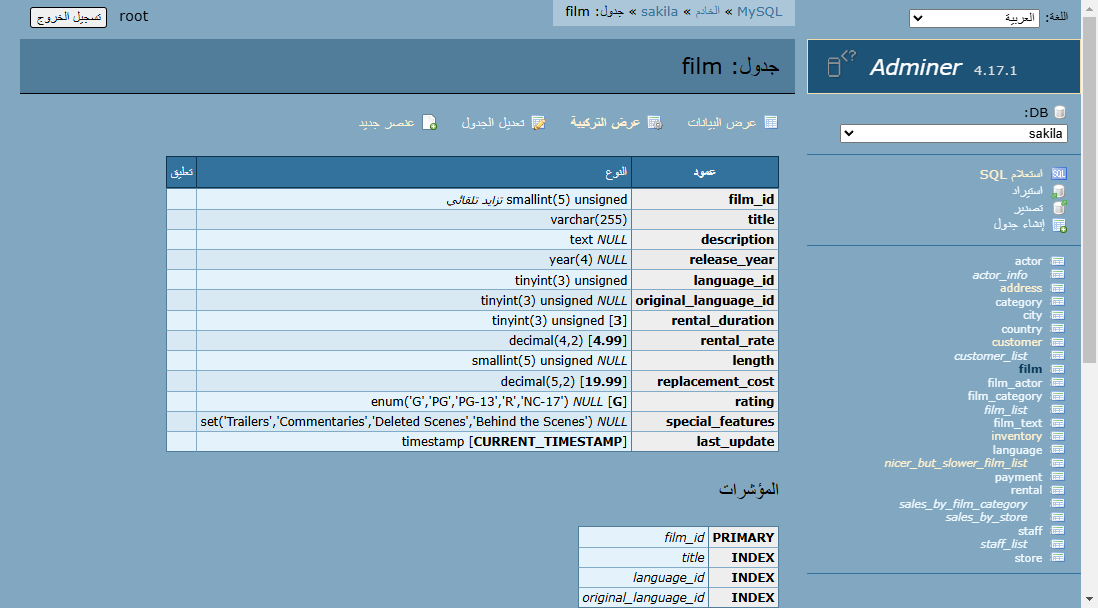 اللغة: العربية
MySQL » الخادم » sakila » جدول: film
root تسجيل الخروج
Adminer 4.17.1
جدول: film
DB:
sakila
استعلام SQL
استيراد
تصدير
إنشاء جدول
actor
actor_info
address
category
city
country
customer
customer_list
film
film_actor
film_category
film_list
film_text
inventory
language
nicer_but_slower_film_list
payment
rental
sales_by_film_category
sales_by_store
staff
staff_list
store
عرض البيانات عرض التركيبة تعديل الجدول عنصر جديد
عمود النوع تعليق
film_id smallint(5) unsigned تزايد تلقائي
title varchar(255)
description text NULL
release_year year(4) NULL
language_id tinyint(3) unsigned
original_language_id tinyint(3) unsigned NULL
rental_duration tinyint(3) unsigned [3]
rental_rate decimal(4,2) [4.99]
length smallint(5) unsigned NULL
replacement_cost decimal(5,2) [19.99]
rating enum('G','PG','PG-13','R','NC-17') NULL [G]
special_features set('Trailers','Commentaries','Deleted Scenes','Behind the Scenes') NULL
last_update timestamp [CURRENT_TIMESTAMP]
المؤشرات
PRIMARY film_id
INDEX title
INDEX language_id
INDEX original_language_id